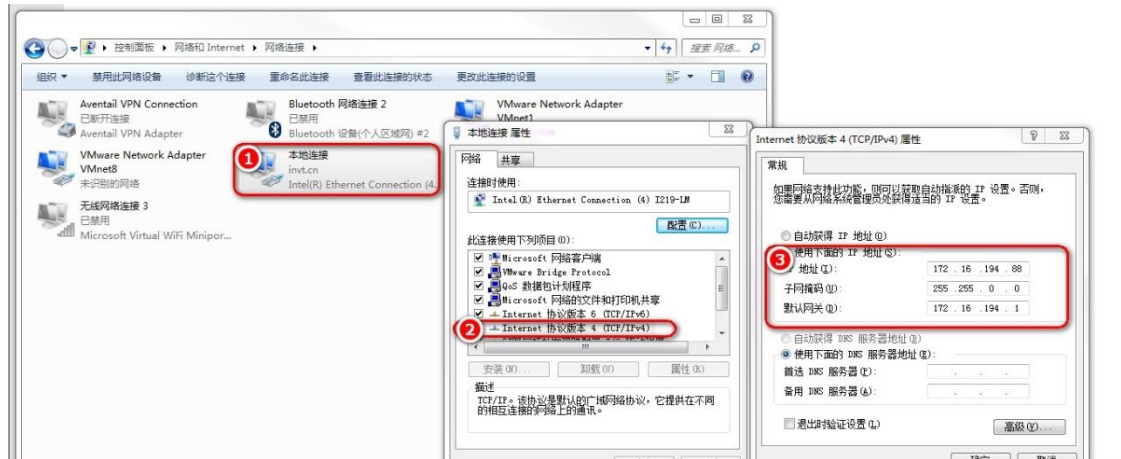 控制面板 ▸ 网络和 Internet ▸ 网络连接 ▸
搜索 网络...
组织 禁用此网络设备 诊断这个连接 重命名此连接 查看此连接的状态 更改此连接的设置
Aventail VPN Connection
已断开连接
Aventail VPN Adapter
Bluetooth 网络连接 2
已禁用
Bluetooth 设备(个人区域网) #2
VMware Network Adapter
VMnet1
VMware Network Adapter
VMnet8
未识别的网络
1
本地连接
invt.cn
Intel(R) Ethernet Connection (4...
无线网络连接 3
已禁用
Microsoft Virtual WiFi Minipor...
本地连接 属性
网络 共享
连接时使用:
Intel(R) Ethernet Connection (4) I219-LM
配置(C)...
此连接使用下列项目(O):
Microsoft 网络客户端
VMware Bridge Protocol
QoS 数据包计划程序
Microsoft 网络的文件和打印机共享
Internet 协议版本 6 (TCP/IPv6)
2
Internet 协议版本 4 (TCP/IPv4)
安装(N)... 卸载(U) 属性(R)
描述
TCP/IP。该协议是默认的广域网络协议，它提供在不同
的相互连接的网络上的通讯。
Internet 协议版本 4 (TCP/IPv4) 属性
常规
如果网络支持此功能，则可以获取自动指派的 IP 设置。否则，
您需要从网络系统管理员处获得适当的 IP 设置。
自动获得 IP 地址(O)
使用下面的 IP 地址(S):
3
地址(I): 172 . 16 .194 . 88
子网掩码(U): 255 .255 . 0 . 0
默认网关(D): 172 . 16 .194 . 1
自动获得 DNS 服务器地址(B)
使用下面的 DNS 服务器地址(E):
首选 DNS 服务器(P):
备用 DNS 服务器(A):
退出时验证设置(L)
高级(V)...
确定 取消